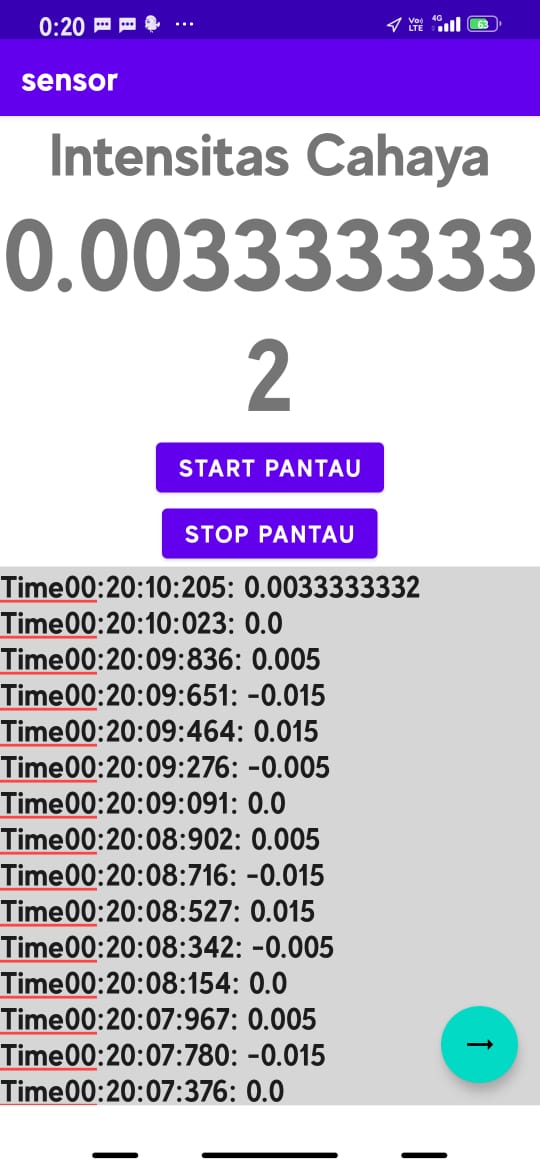 0:20
Vo) LTE 4G 63
sensor
Intensitas Cahaya
0.003333333
2
START PANTAU
STOP PANTAU
Time00:20:10:205: 0.0033333332
Time00:20:10:023: 0.0
Time00:20:09:836: 0.005
Time00:20:09:651: -0.015
Time00:20:09:464: 0.015
Time00:20:09:276: -0.005
Time00:20:09:091: 0.0
Time00:20:08:902: 0.005
Time00:20:08:716: -0.015
Time00:20:08:527: 0.015
Time00:20:08:342: -0.005
Time00:20:08:154: 0.0
Time00:20:07:967: 0.005
Time00:20:07:780: -0.015
Time00:20:07:376: 0.0